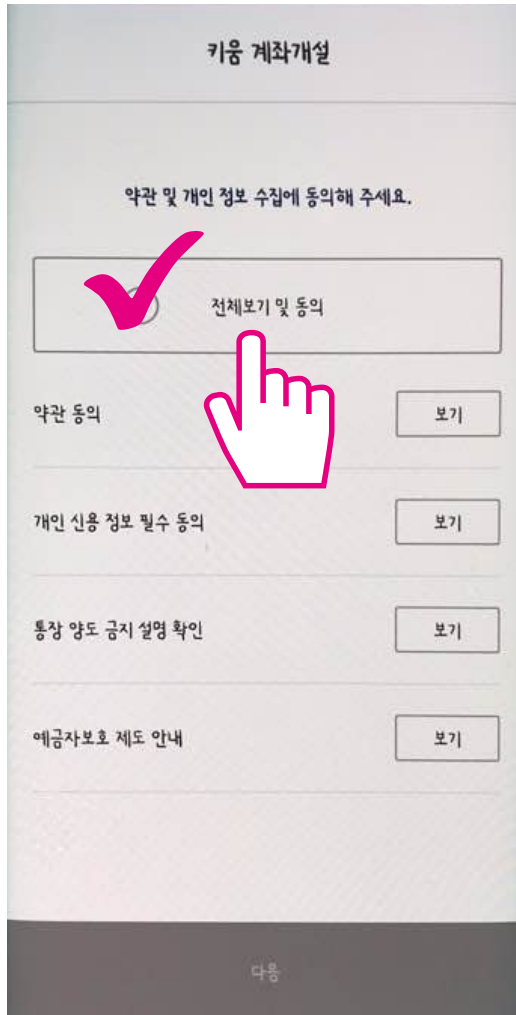 키움 계좌개설
약관 및 개인 정보 수집에 동의해 주세요.
전체보기 및 동의
약관 동의
보기
개인 신용 정보 필수 동의
보기
통장 양도 금지 설명 확인
보기
예금자보호 제도 안내
보기
다음